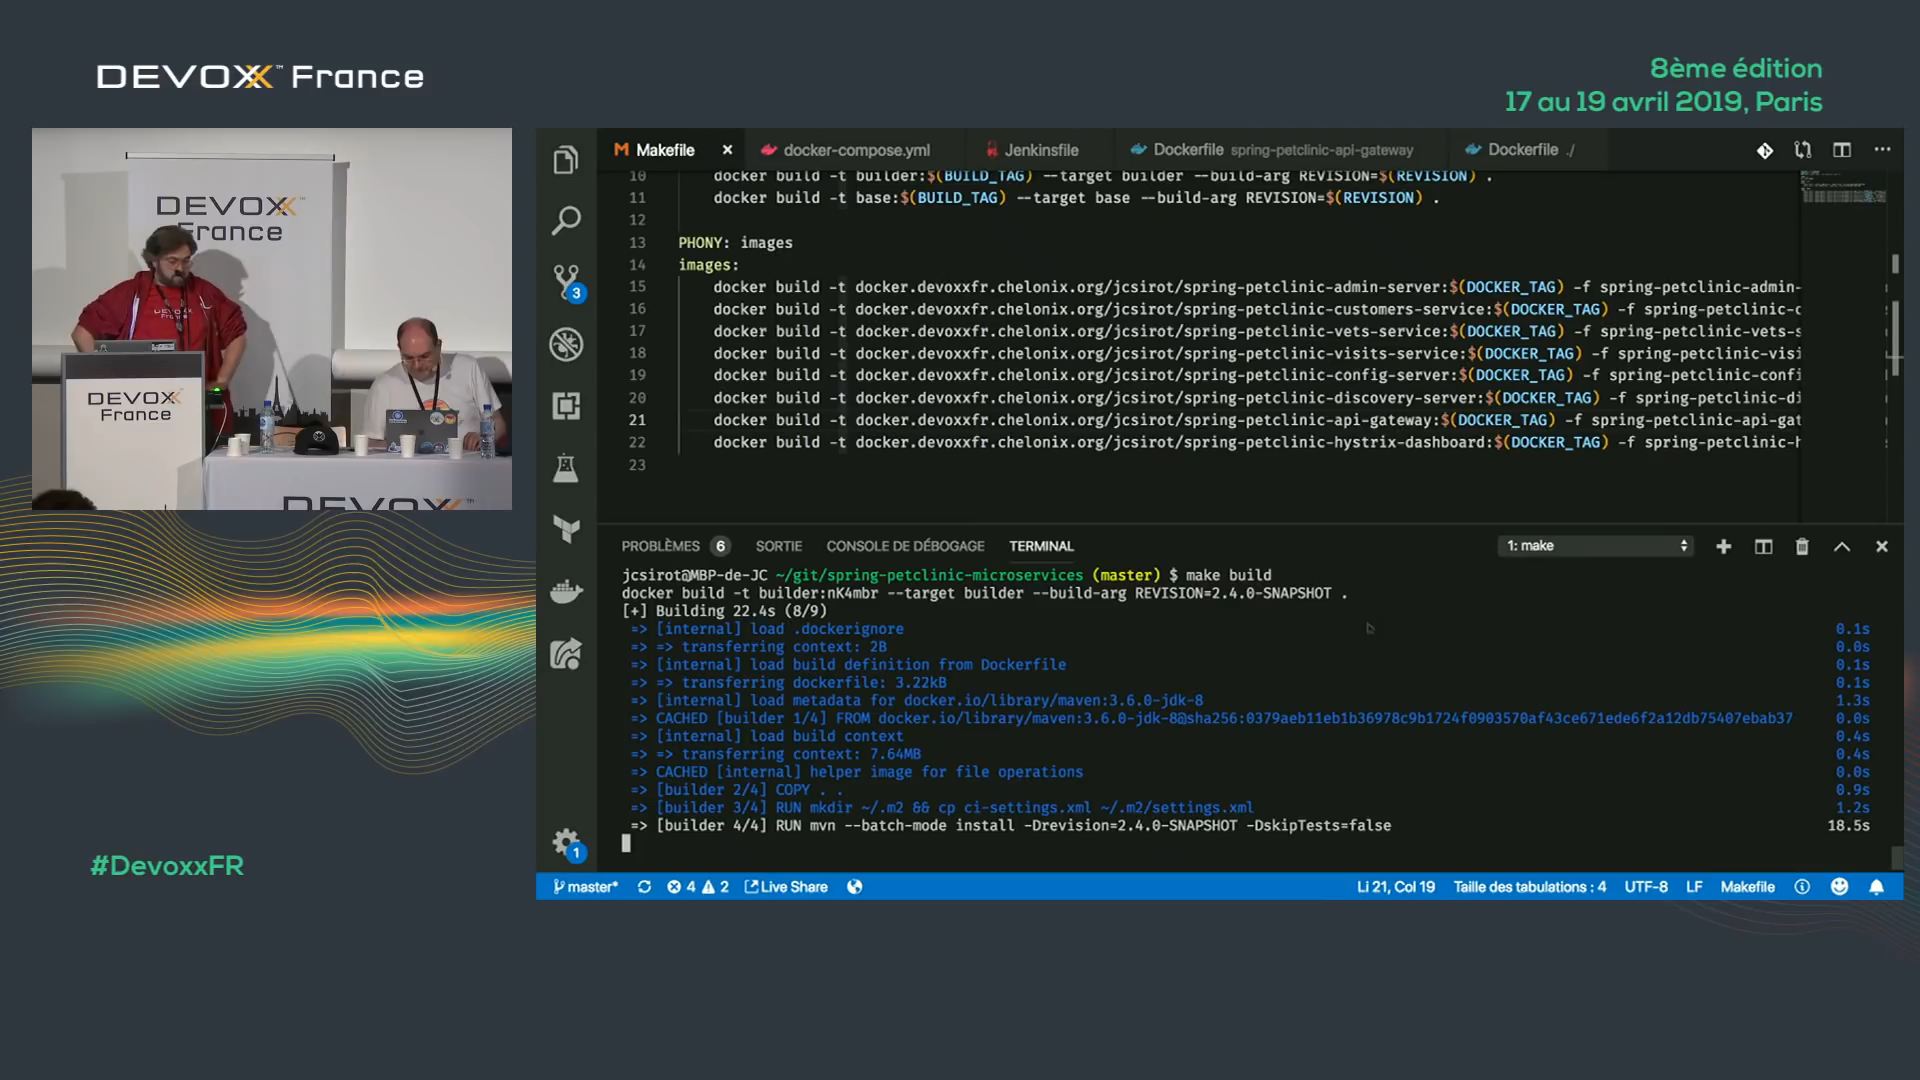 DEVOXX™ France
8ème édition
17 au 19 avril 2019, Paris
DEVOXX™
France
DEVOXX
France
DEVOXX™
#DevoxxFR
Makefile
docker-compose.yml
Jenkinsfile
Dockerfile spring-petclinic-api-gateway
Dockerfile ./
10 docker build -t builder:$(BUILD_TAG) --target builder --build-arg REVISION=$(REVISION) .
11 docker build -t base:$(BUILD_TAG) --target base --build-arg REVISION=$(REVISION) .
12
13 PHONY: images
14 images:
15 docker build -t docker.devoxxfr.chelonix.org/jcsirot/spring-petclinic-admin-server:$(DOCKER_TAG) -f spring-petclinic-admin-
16 docker build -t docker.devoxxfr.chelonix.org/jcsirot/spring-petclinic-customers-service:$(DOCKER_TAG) -f spring-petclinic-c
17 docker build -t docker.devoxxfr.chelonix.org/jcsirot/spring-petclinic-vets-service:$(DOCKER_TAG) -f spring-petclinic-vets-s
18 docker build -t docker.devoxxfr.chelonix.org/jcsirot/spring-petclinic-visits-service:$(DOCKER_TAG) -f spring-petclinic-visi
19 docker build -t docker.devoxxfr.chelonix.org/jcsirot/spring-petclinic-config-server:$(DOCKER_TAG) -f spring-petclinic-confi
20 docker build -t docker.devoxxfr.chelonix.org/jcsirot/spring-petclinic-discovery-server:$(DOCKER_TAG) -f spring-petclinic-di
21 docker build -t docker.devoxxfr.chelonix.org/jcsirot/spring-petclinic-api-gateway:$(DOCKER_TAG) -f spring-petclinic-api-gat
22 docker build -t docker.devoxxfr.chelonix.org/jcsirot/spring-petclinic-hystrix-dashboard:$(DOCKER_TAG) -f spring-petclinic-h
23
3
1
PROBLÈMES 6 SORTIE CONSOLE DE DÉBOGAGE TERMINAL 1: make
jcsirot@MBP-de-JC ~/git/spring-petclinic-microservices (master) $ make build
docker build -t builder:nK4mbr --target builder --build-arg REVISION=2.4.0-SNAPSHOT .
[+] Building 22.4s (8/9)
=> [internal] load .dockerignore 0.1s
=> => transferring context: 2B 0.0s
=> [internal] load build definition from Dockerfile 0.1s
=> => transferring dockerfile: 3.22kB 0.1s
=> [internal] load metadata for docker.io/library/maven:3.6.0-jdk-8 1.3s
=> CACHED [builder 1/4] FROM docker.io/library/maven:3.6.0-jdk-8@sha256:0379aeb11eb1b36978c9b1724f0903570af43ce671ede6f2a12db75407ebab37 0.0s
=> [internal] load build context 0.4s
=> => transferring context: 7.64MB 0.4s
=> CACHED [internal] helper image for file operations 0.0s
=> [builder 2/4] COPY . . 0.9s
=> [builder 3/4] RUN mkdir ~/.m2 && cp ci-settings.xml ~/.m2/settings.xml 1.2s
=> [builder 4/4] RUN mvn --batch-mode install -Drevision=2.4.0-SNAPSHOT -DskipTests=false 18.5s
master* 4 2 Live Share Li 21, Col 19 Taille des tabulations : 4 UTF-8 LF Makefile